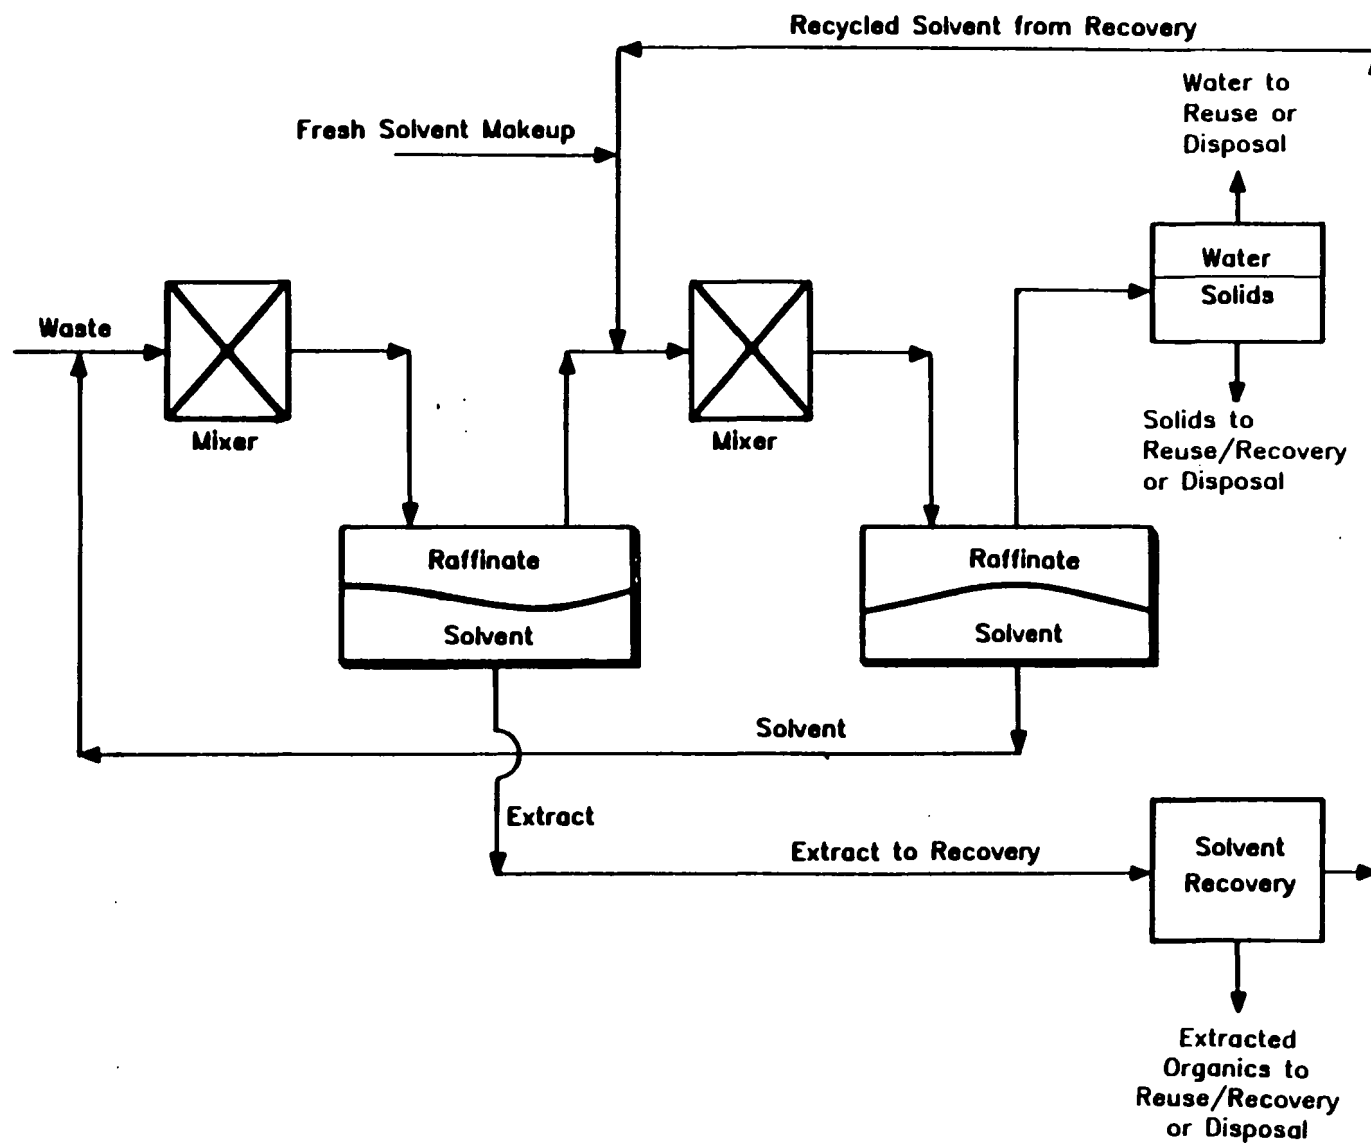 Recycled Solvent from Recovery
Water to
Reuse or
Disposal
Fresh Solvent Makeup
Water
Solids
Waste
Mixer
Mixer
Solids to
Reuse/Recovery
or Disposal
Raffinate
Solvent
Raffinate
Solvent
Solvent
Extract
Extract to Recovery
Solvent
Recovery
Extracted
Organics to
Reuse/Recovery
or Disposal